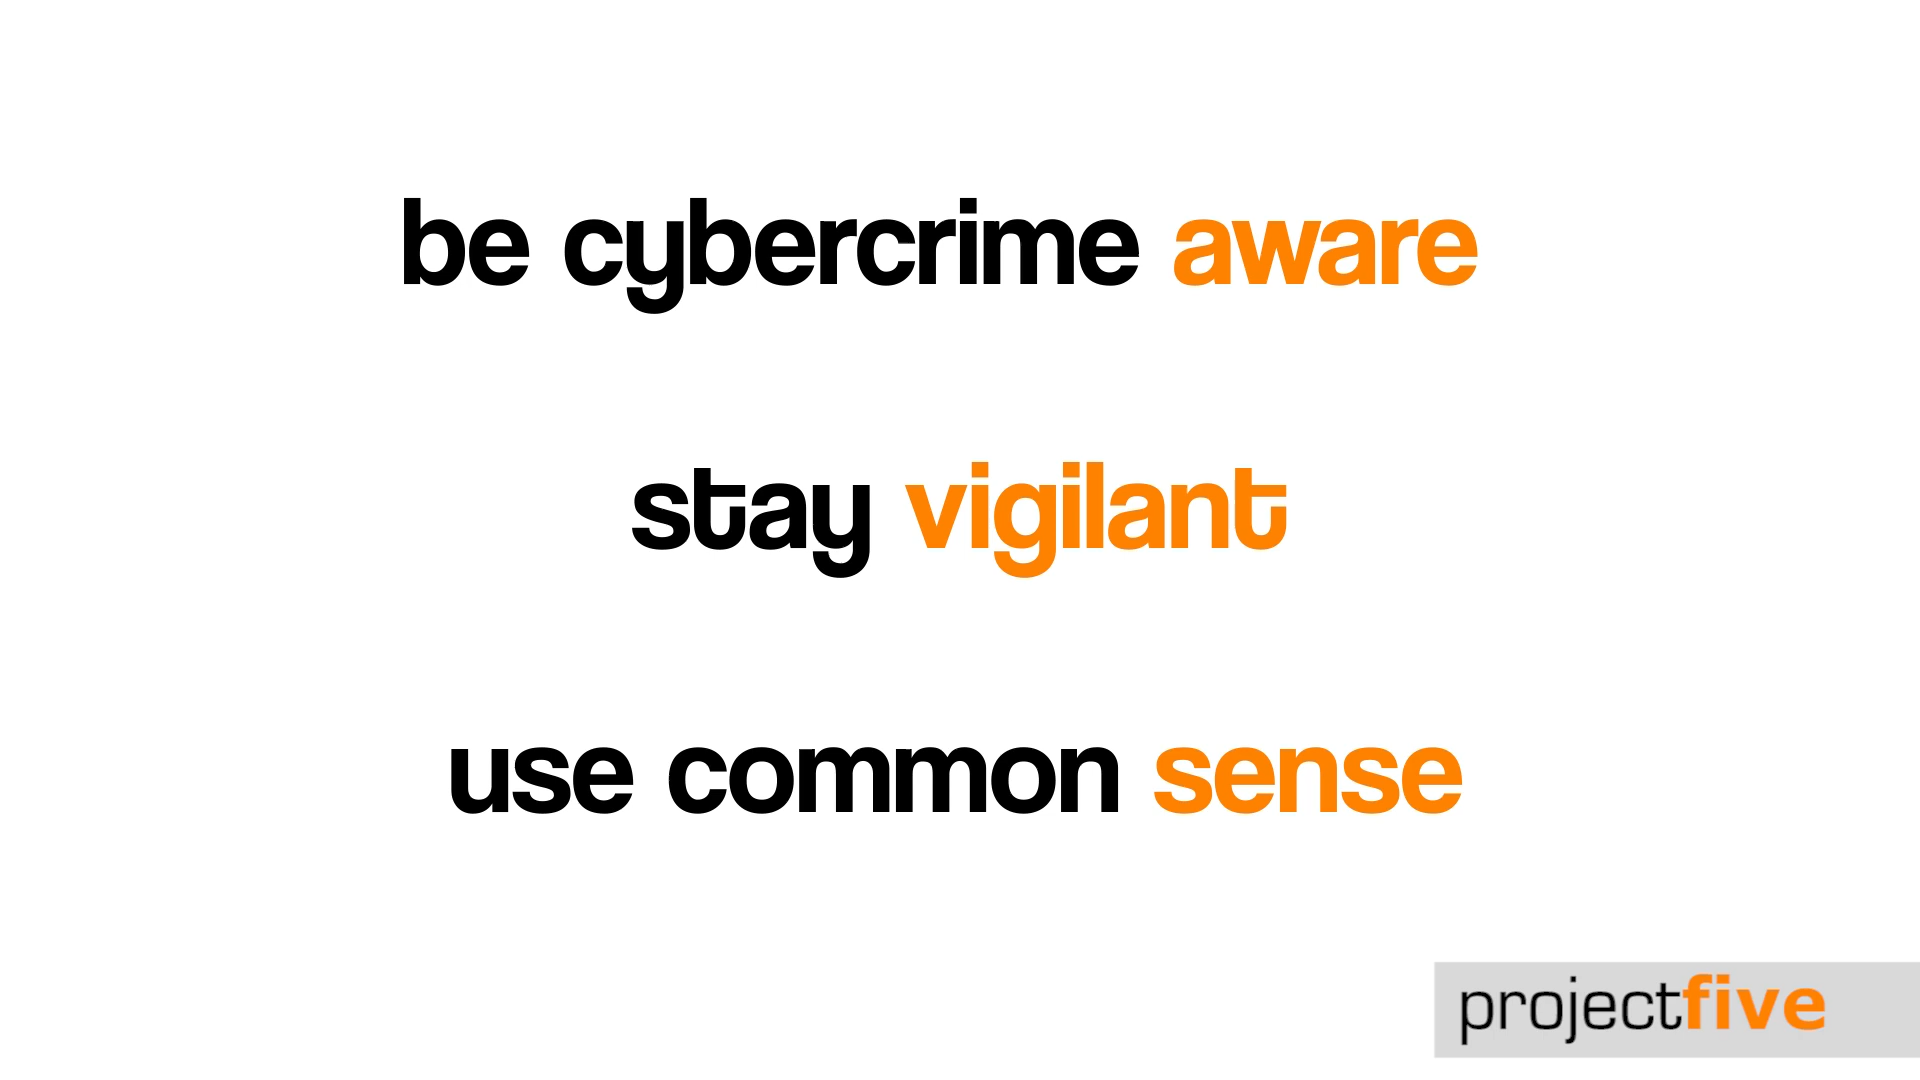 be cybercrime aware
stay vigilant
use common sense
projectfive